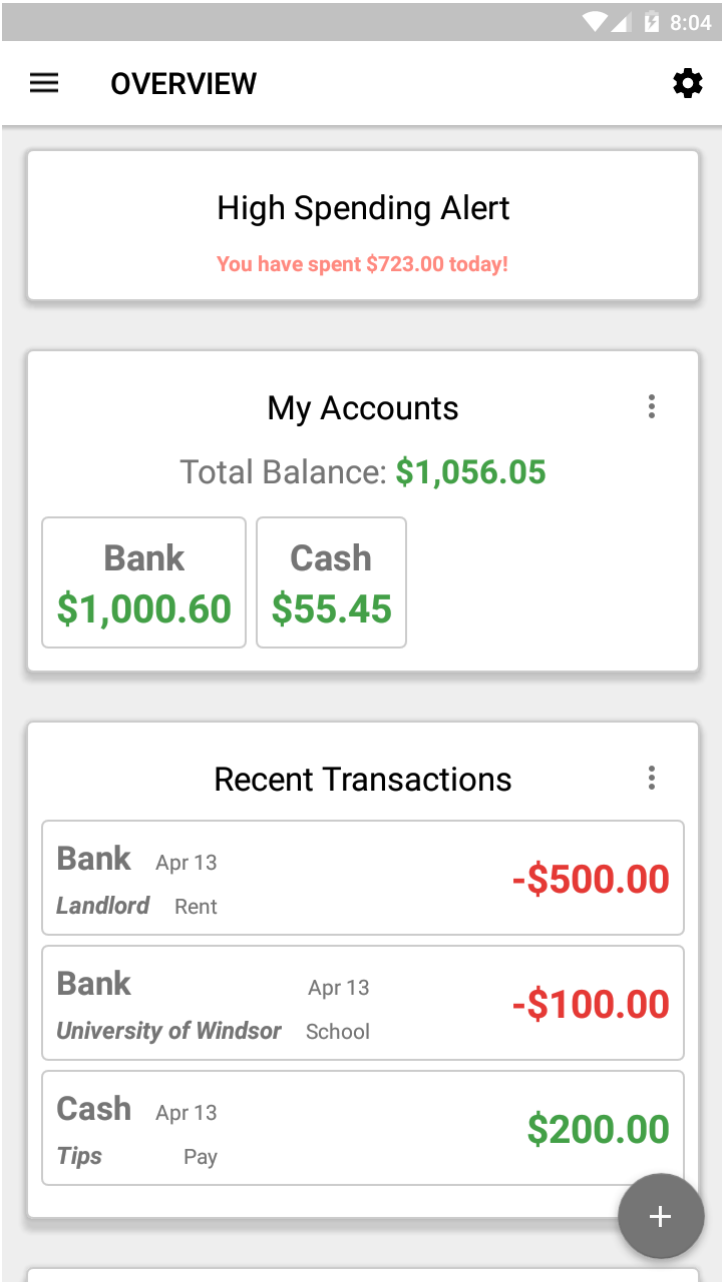 8:04
OVERVIEW
High Spending Alert
You have spent $723.00 today!
My Accounts
Total Balance: $1,056.05
Bank Cash
$1,000.60 $55.45
Recent Transactions
Bank Apr 13
-$500.00
Landlord Rent
Bank Apr 13
-$100.00
University of Windsor School
Cash Apr 13
$200.00
Tips Pay